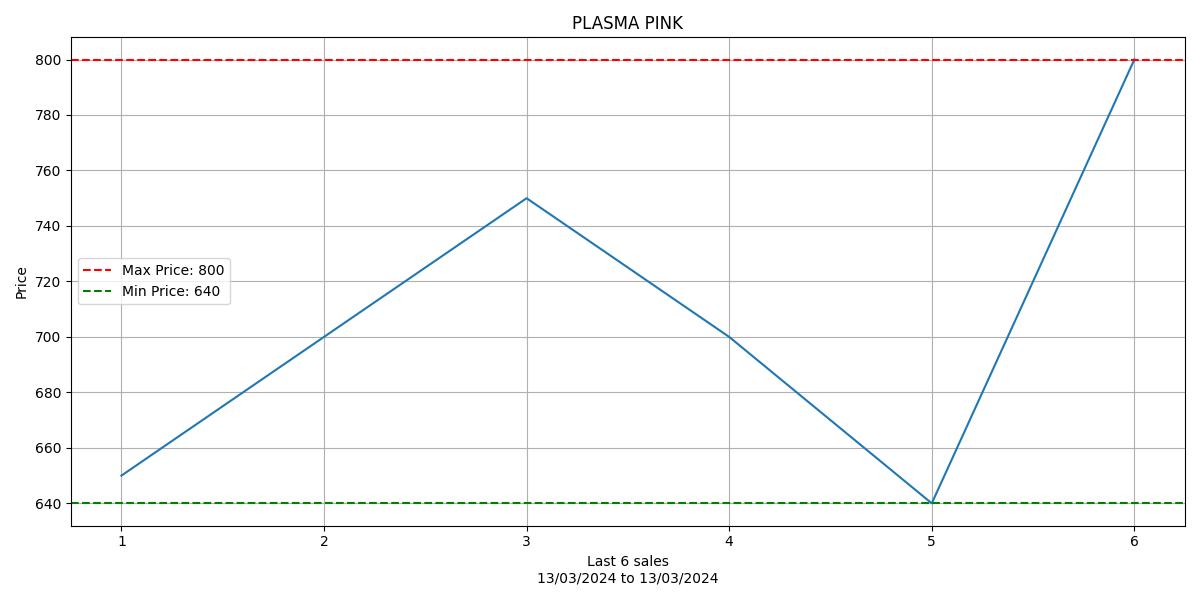 PLASMA PINK
800
780
760
740
720
700
680
660
640
Price
Max Price: 800
Min Price: 640
1 2 3 4 5 6
Last 6 sales
13/03/2024 to 13/03/2024